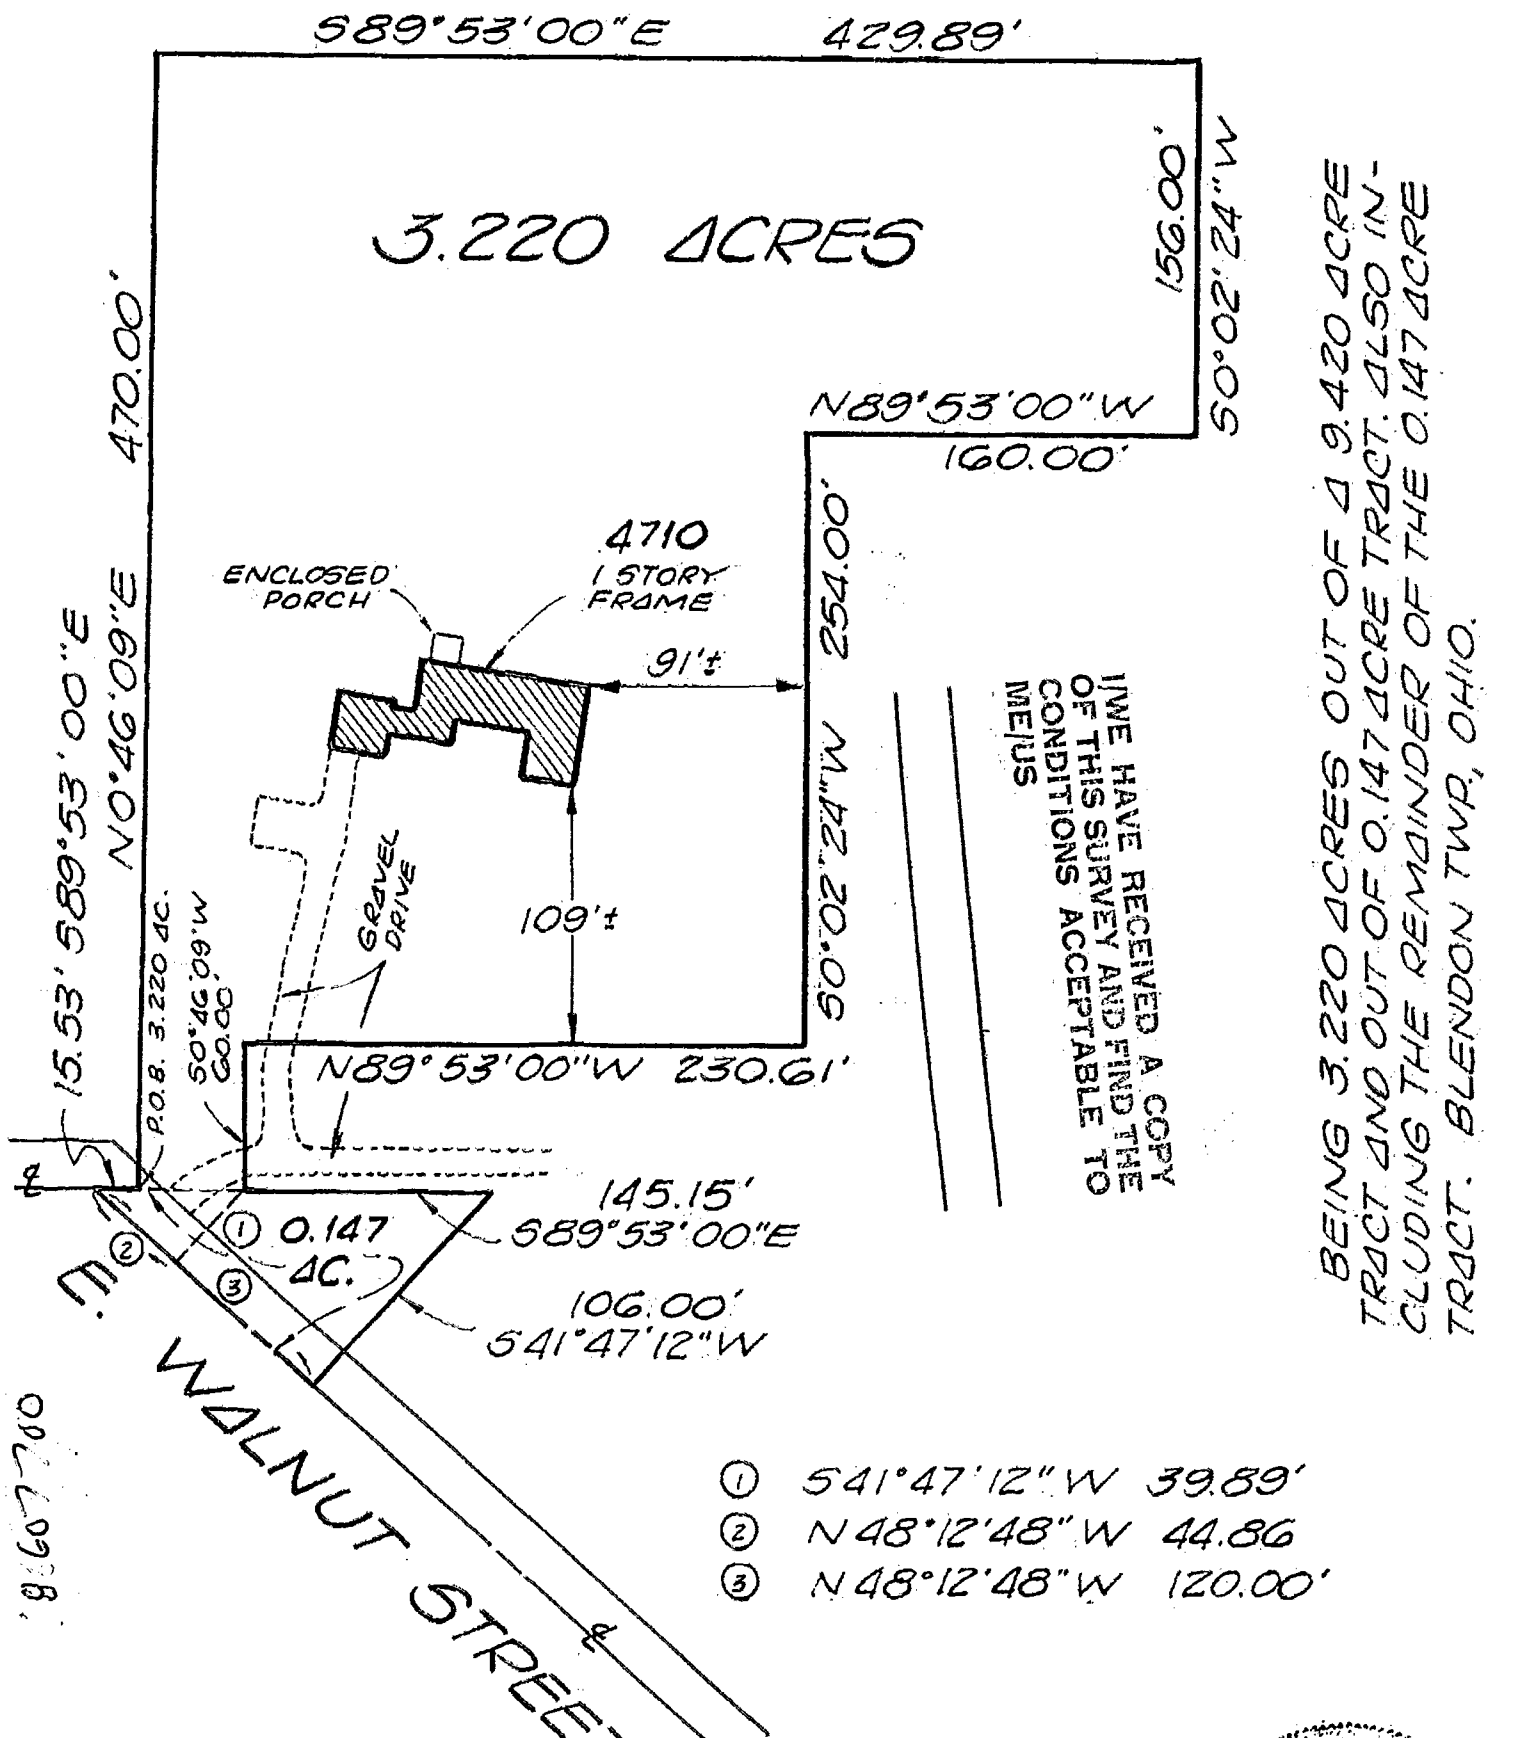 S89°53'00"E 429.89'
3.220 ACRES
156.00'
S0°02'24"W
N89°53'00"W
160.00'
470.00'
N0°46'09"E
15.53' S89°53'00"E
4710
1 STORY
FRAME
ENCLOSED
PORCH
91'±
254.00'
S0°02'24"W
109'±
GRAVEL
DRIVE
P.O.B. 3.220 AC.
S0°46'09"W
60.00'
N89°53'00"W 230.61'
145.15'
S89°53'00"E
① 0.147
AC.
②
③
106.00'
S41°47'12"W
E. WALNUT STREET
① S41°47'12"W 39.89'
② N48°12'48"W 44.86
③ N48°12'48"W 120.00'
I/WE HAVE RECEIVED A COPY
OF THIS SURVEY AND FIND THE
CONDITIONS ACCEPTABLE TO
ME/US
BEING 3.220 ACRES OUT OF A 9.420 ACRE
TRACT AND OUT OF 0.147 ACRE TRACT. ALSO IN-
CLUDING THE REMAINDER OF THE 0.147 ACRE
TRACT. BLENDON TWP., OHIO.